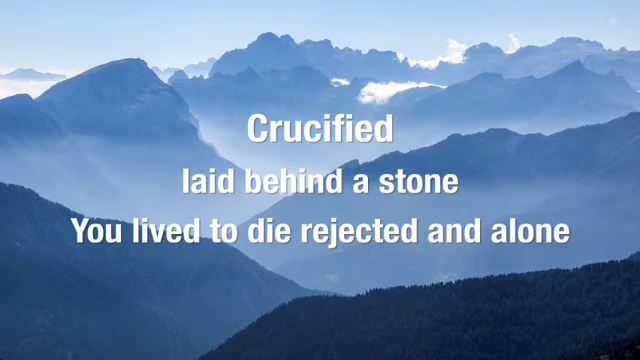 Crucified
laid behind a stone
You lived to die rejected and alone